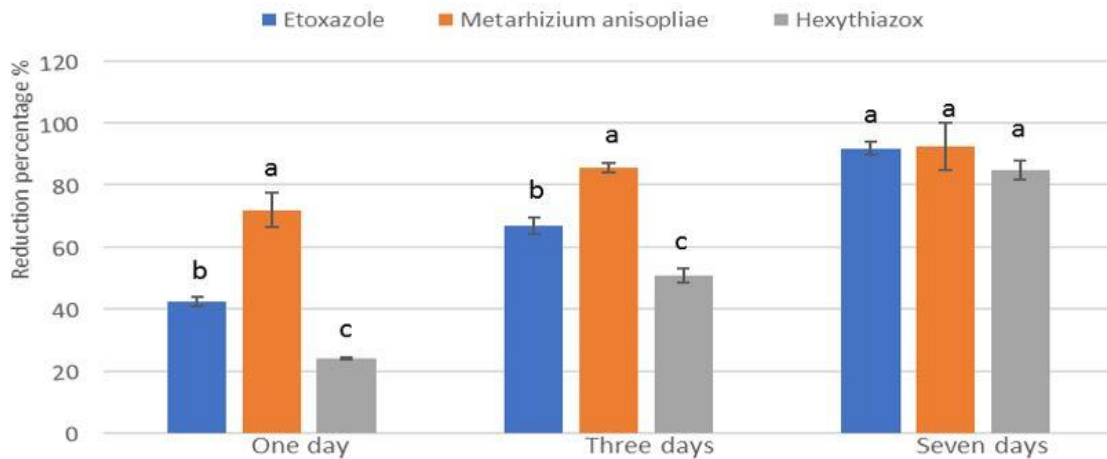 Etoxazole Metarhizium anisopliae Hexythiazox
Reduction percentage %
120
100
80
60
40
20
0
b a c
b a c
a a a
One day Three days Seven days